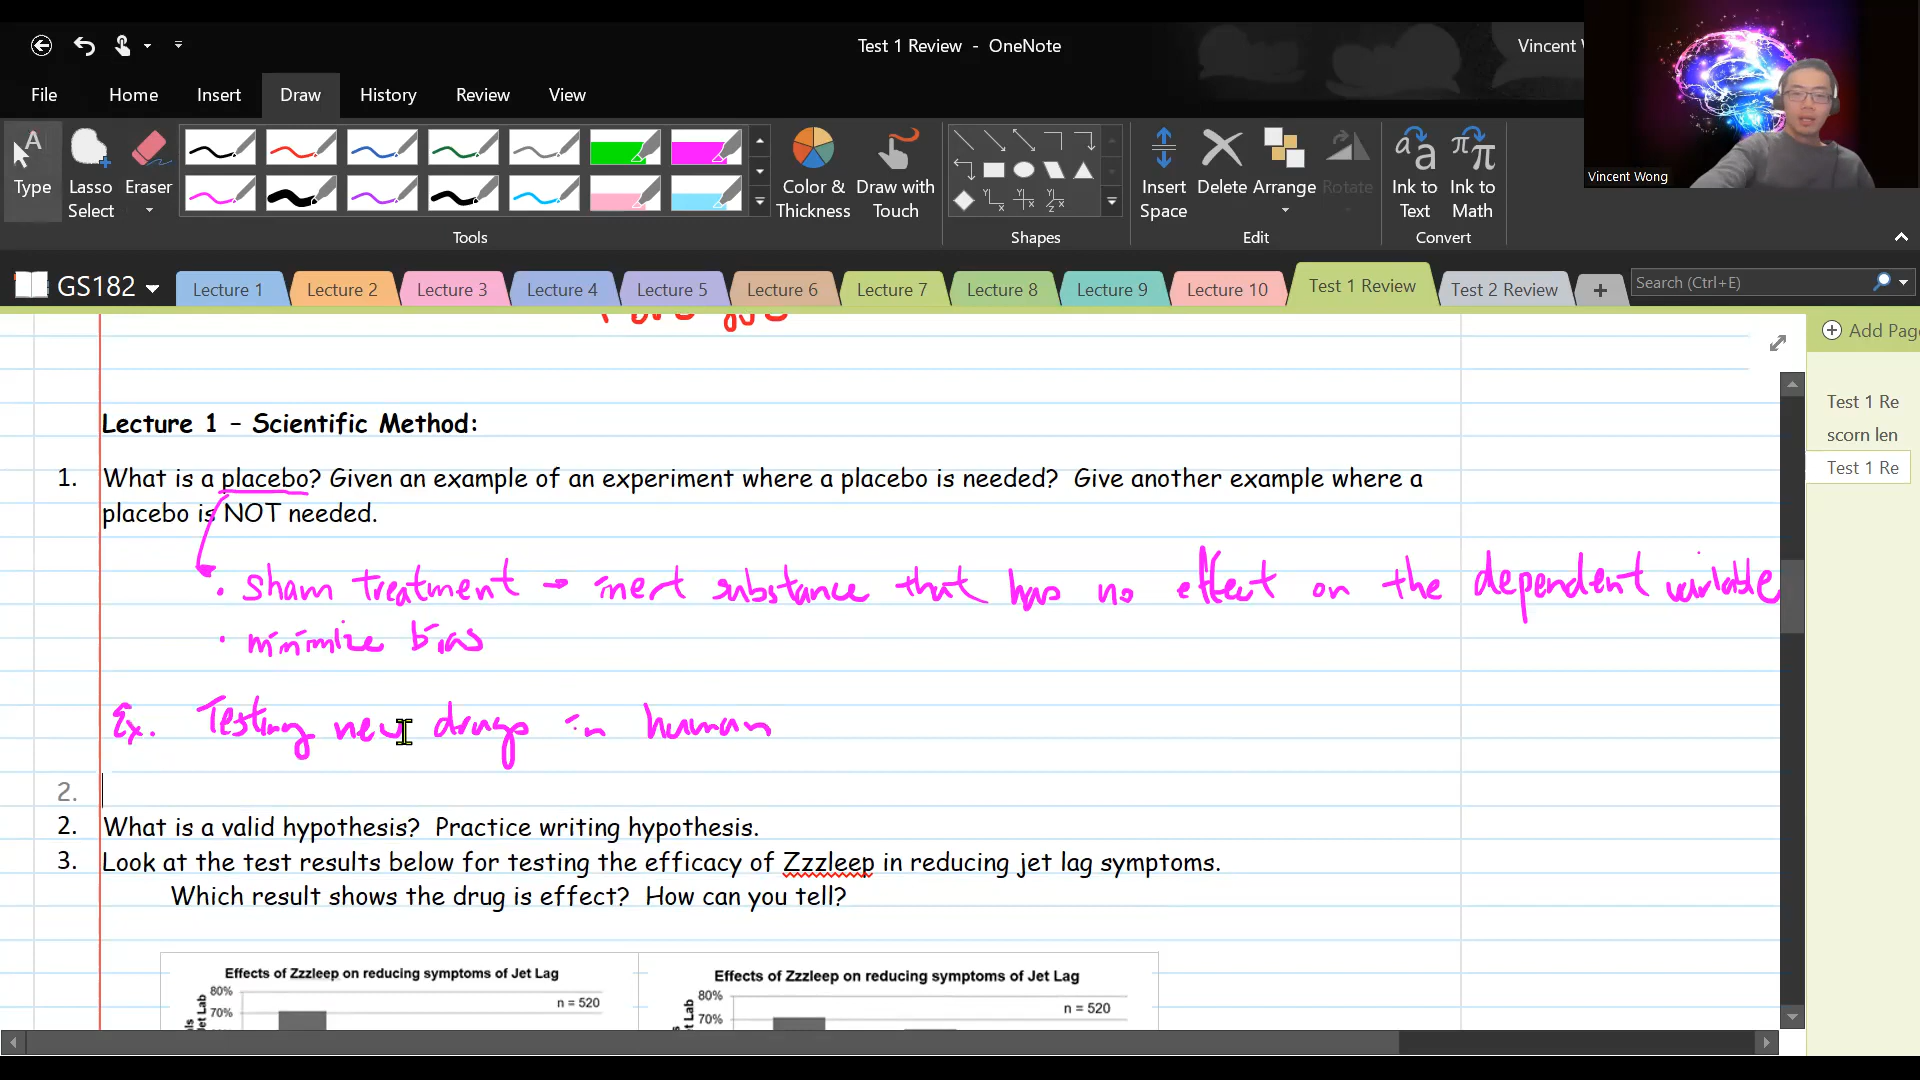 Test 1 Review - OneNote
Vincent W
File
Home
Insert
Draw
History
Review
View
Vincent Wong
Type
Lasso Select
Eraser
Color & Thickness
Draw with Touch
Insert Space
Delete
Arrange
Rotate
Ink to Text
Ink to Math
Tools
Shapes
Edit
Convert
GS182
Lecture 1
Lecture 2
Lecture 3
Lecture 4
Lecture 5
Lecture 6
Lecture 7
Lecture 8
Lecture 9
Lecture 10
Test 1 Review
Test 2 Review
Search (Ctrl+E)
Add Pag
Test 1 Re
scorn len
Test 1 Re
Lecture 1 - Scientific Method:
1. What is a placebo? Given an example of an experiment where a placebo is needed? Give another example where a
placebo is NOT needed.
• sham treatment → inert substance that has no effect on the dependent variable
• minimize bias
Ex. Testing new drugs in human
2.
2. What is a valid hypothesis? Practice writing hypothesis.
3. Look at the test results below for testing the efficacy of Zzzleep in reducing jet lag symptoms.
Which result shows the drug is effect? How can you tell?
Effects of Zzzleep on reducing symptoms of Jet Lag
80%
n = 520
70%
Jet Lab
Effects of Zzzleep on reducing symptoms of Jet Lag
80%
n = 520
70%
Jet Lab